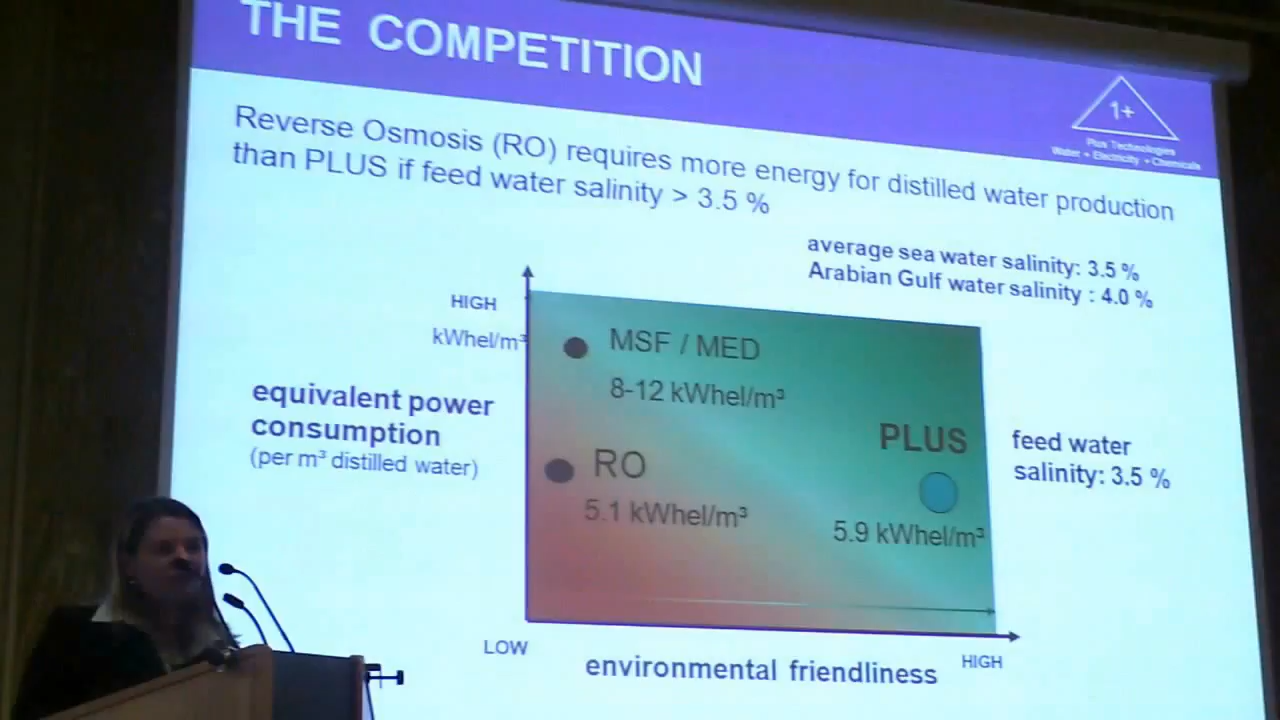 THE COMPETITION
1+
Plus Technologies
Water • Electricity • Chemicals
Reverse Osmosis (RO) requires more energy for distilled water production
than PLUS if feed water salinity > 3.5 %
average sea water salinity: 3.5 %
Arabian Gulf water salinity : 4.0 %
HIGH
kWhel/m³
MSF / MED
8-12 kWhel/m³
equivalent power
consumption
(per m³ distilled water)
RO
5.1 kWhel/m³
PLUS
5.9 kWhel/m³
feed water
salinity: 3.5 %
LOW
environmental friendliness
HIGH